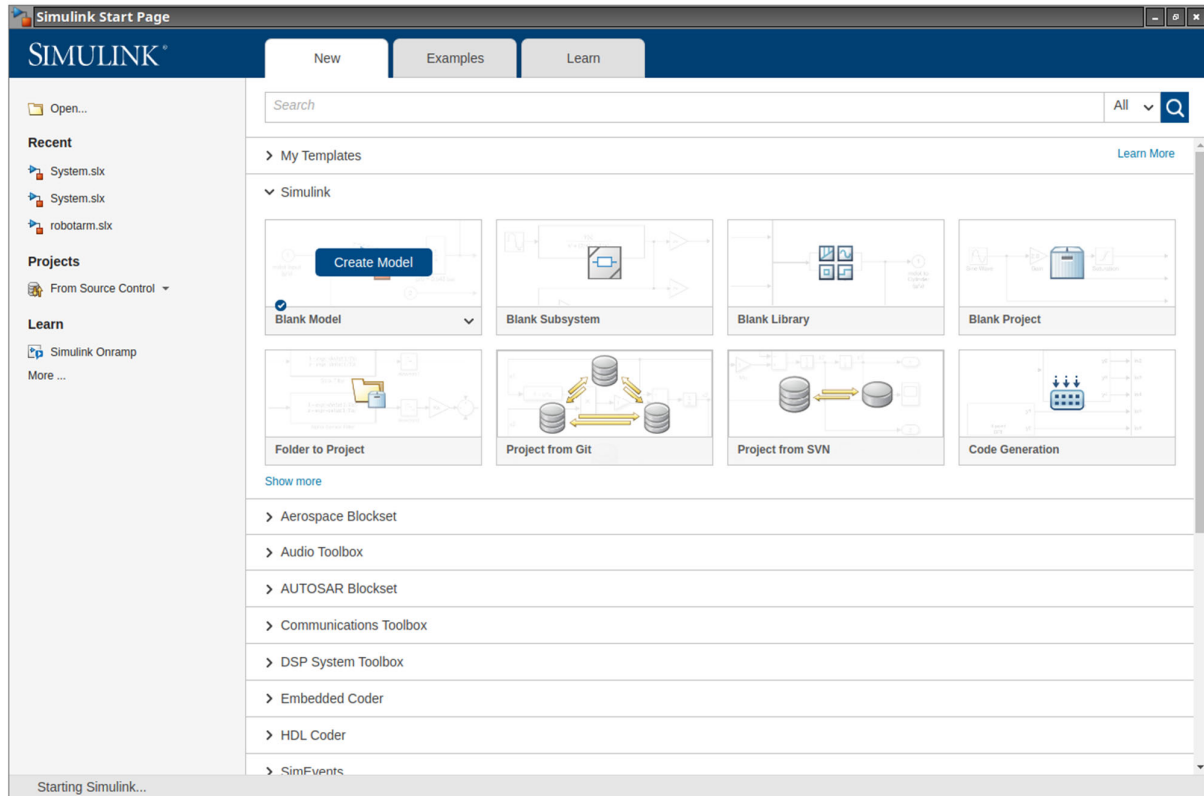 Simulink Start Page
SIMULINK®
New
Examples
Learn
Open...
Recent
System.slx
System.slx
robotarm.slx
Projects
From Source Control
Learn
Simulink Onramp
More ...
Search
All
My Templates
Learn More
Simulink
Create Model
Blank Model
Blank Subsystem
Blank Library
Blank Project
Folder to Project
Project from Git
Project from SVN
Code Generation
Show more
Aerospace Blockset
Audio Toolbox
AUTOSAR Blockset
Communications Toolbox
DSP System Toolbox
Embedded Coder
HDL Coder
SimEvents
Starting Simulink...